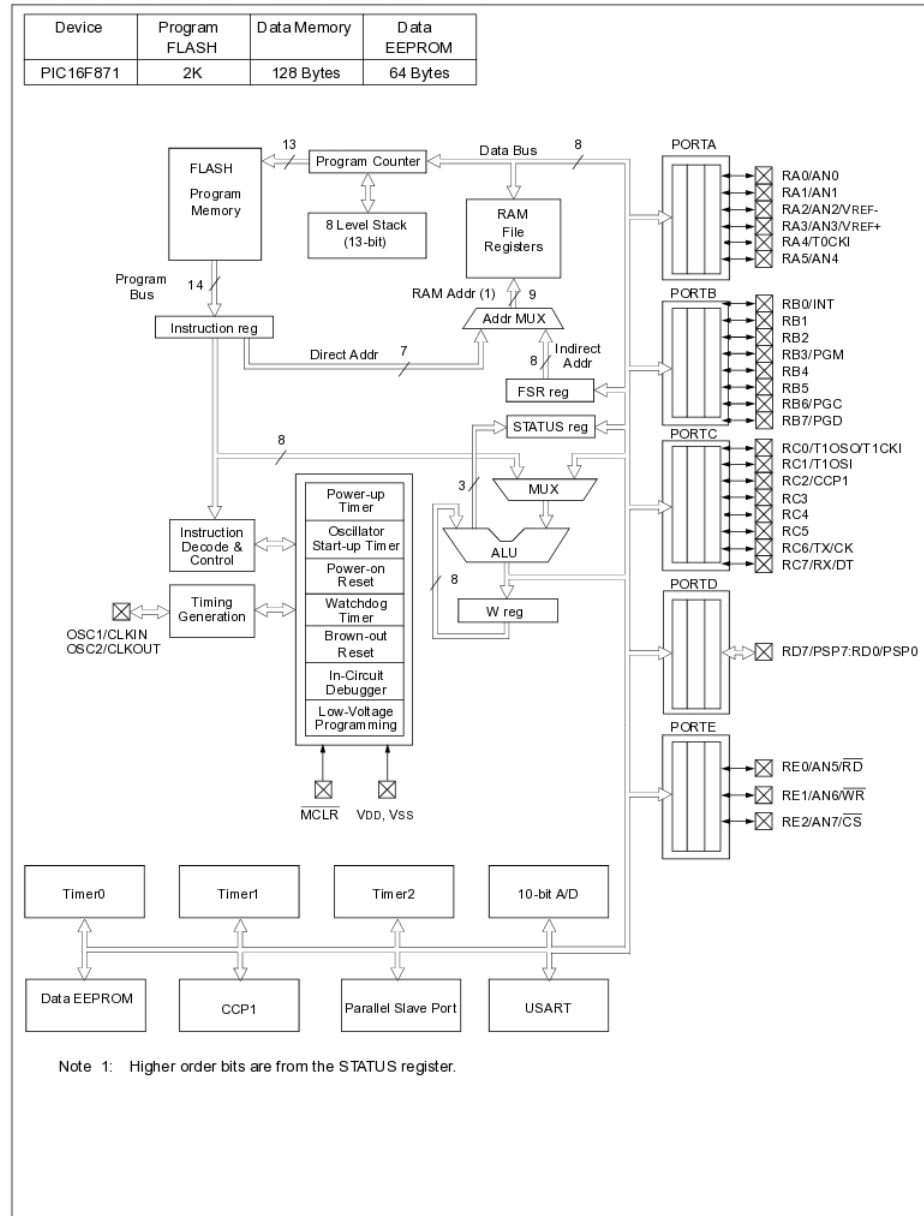 Device Program FLASH Data Memory Data EEPROM
PIC16F871 2K 128 Bytes 64 Bytes
13
Program Counter
Data Bus
8
FLASH
Program
Memory
8 Level Stack
(13-bit)
RAM
File
Registers
Program
Bus
14
RAM Addr (1)
9
Instruction reg
Addr MUX
Direct Addr
7
8
Indirect
Addr
FSR reg
STATUS reg
8
3
MUX
ALU
8
W reg
Instruction
Decode &
Control
Timing
Generation
OSC1/CLKIN
OSC2/CLKOUT
Power-up
Timer
Oscillator
Start-up Timer
Power-on
Reset
Watchdog
Timer
Brown-out
Reset
In-Circuit
Debugger
Low-Voltage
Programming
MCLR
VDD, VSS
PORTA
RA0/AN0
RA1/AN1
RA2/AN2/VREF-
RA3/AN3/VREF+
RA4/T0CKI
RA5/AN4
PORTB
RB0/INT
RB1
RB2
RB3/PGM
RB4
RB5
RB6/PGC
RB7/PGD
PORTC
RC0/T1OSO/T1CKI
RC1/T1OSI
RC2/CCP1
RC3
RC4
RC5
RC6/TX/CK
RC7/RX/DT
PORTD
RD7/PSP7:RD0/PSP0
PORTE
RE0/AN5/RD
RE1/AN6/WR
RE2/AN7/CS
Timer0
Timer1
Timer2
10-bit A/D
Data EEPROM
CCP1
Parallel Slave Port
USART
Note 1: Higher order bits are from the STATUS register.